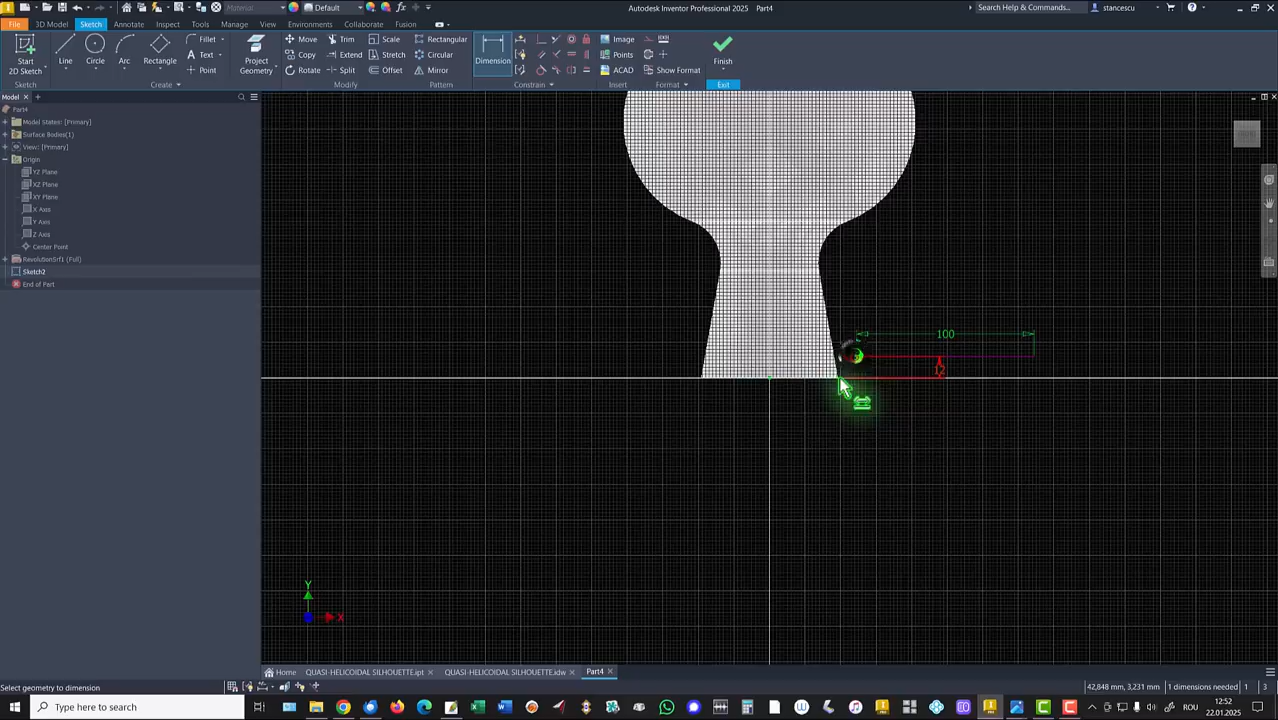 Material
Default
Autodesk Inventor Professional 2025 Part4
Search Help & Commands...
stancescu
File 3D Model Sketch Annotate Inspect Tools Manage View Environments Collaborate Fusion
Start
2D Sketch
Line
Circle
Arc
Rectangle
Fillet
Text
Point
Project
Geometry
Move
Copy
Rotate
Trim
Extend
Split
Scale
Stretch
Offset
Rectangular
Circular
Mirror
Dimension
Image
Points
ACAD
Show Format
Finish
Sketch
Create
Modify
Pattern
Constrain
Insert
Format
Exit
Model
Part4
Model States: [Primary]
Surface Bodies(1)
View: [Primary]
Origin
YZ Plane
XZ Plane
XY Plane
X Axis
Y Axis
Z Axis
Center Point
RevolutionSrf1 (Full)
Sketch2
End of Part
100
12
Y
X
Home
QUASI-HELICOIDAL SILHOUETTE.ipt
QUASI-HELICOIDAL SILHOUETTE.idw
Part4
Select geometry to dimension
42,848 mm, 3,231 mm
1 dimensions needed
1
3
Type here to search
12:52
22.01.2025